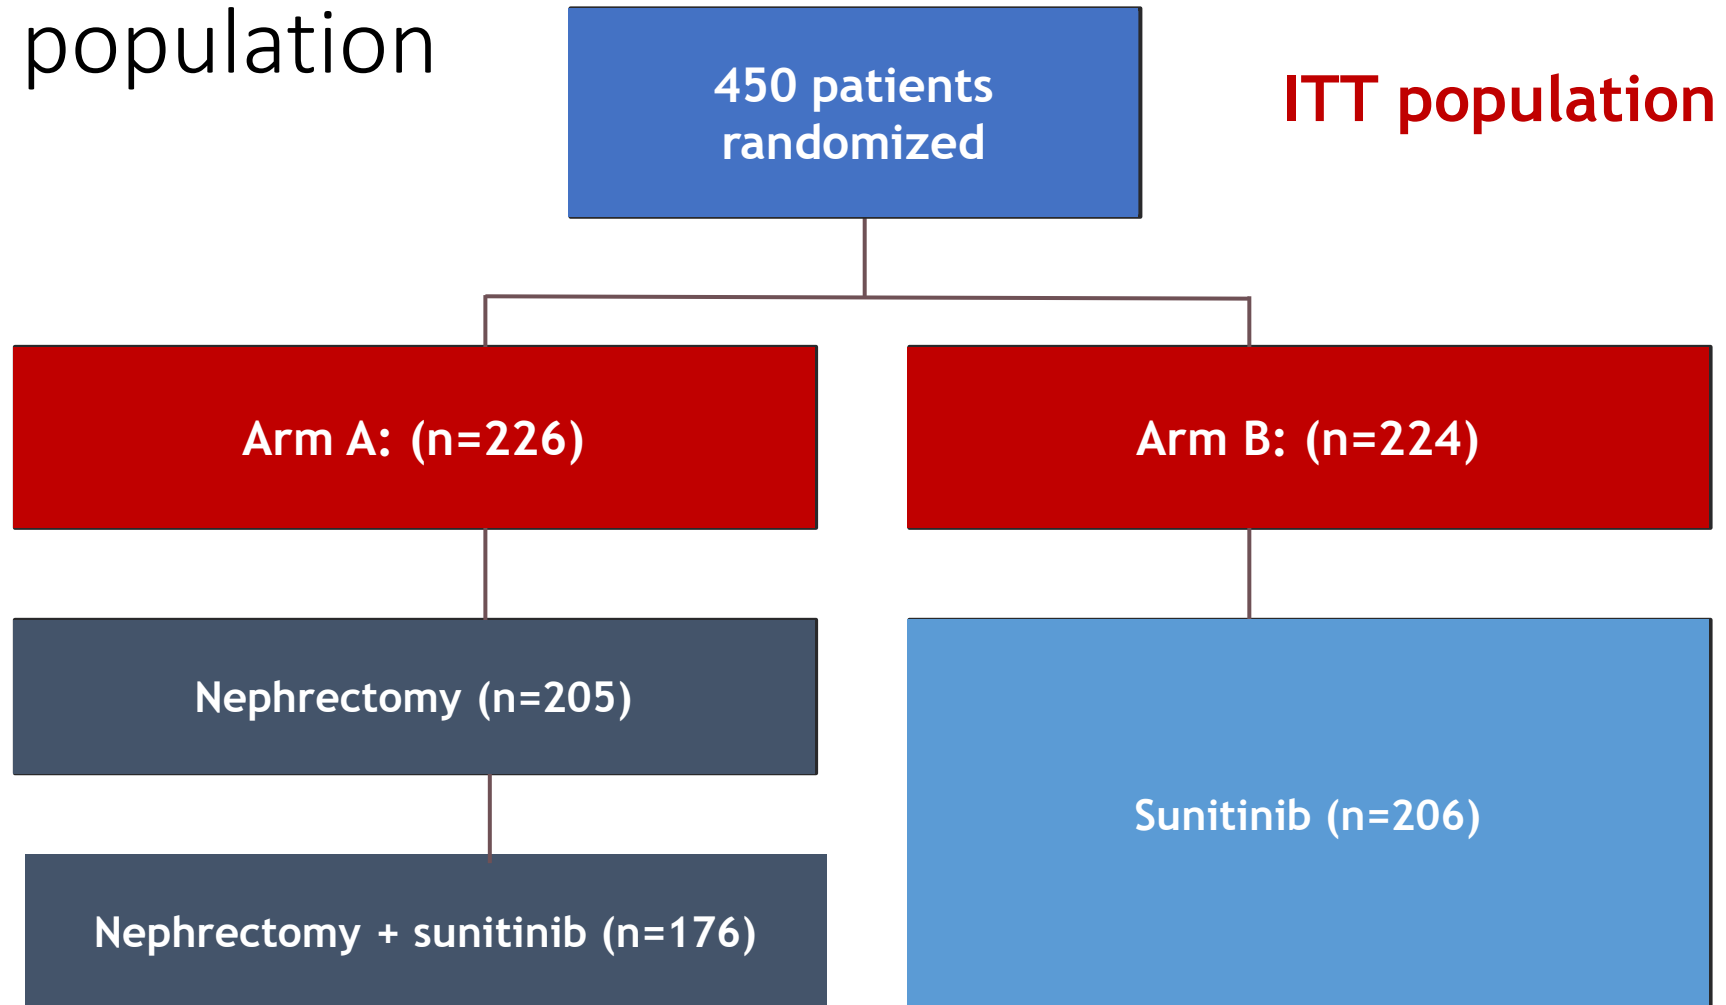 population
450 patients
randomized
ITT population
Arm A: (n=226)
Arm B: (n=224)
Nephrectomy (n=205)
Sunitinib (n=206)
Nephrectomy + sunitinib (n=176)